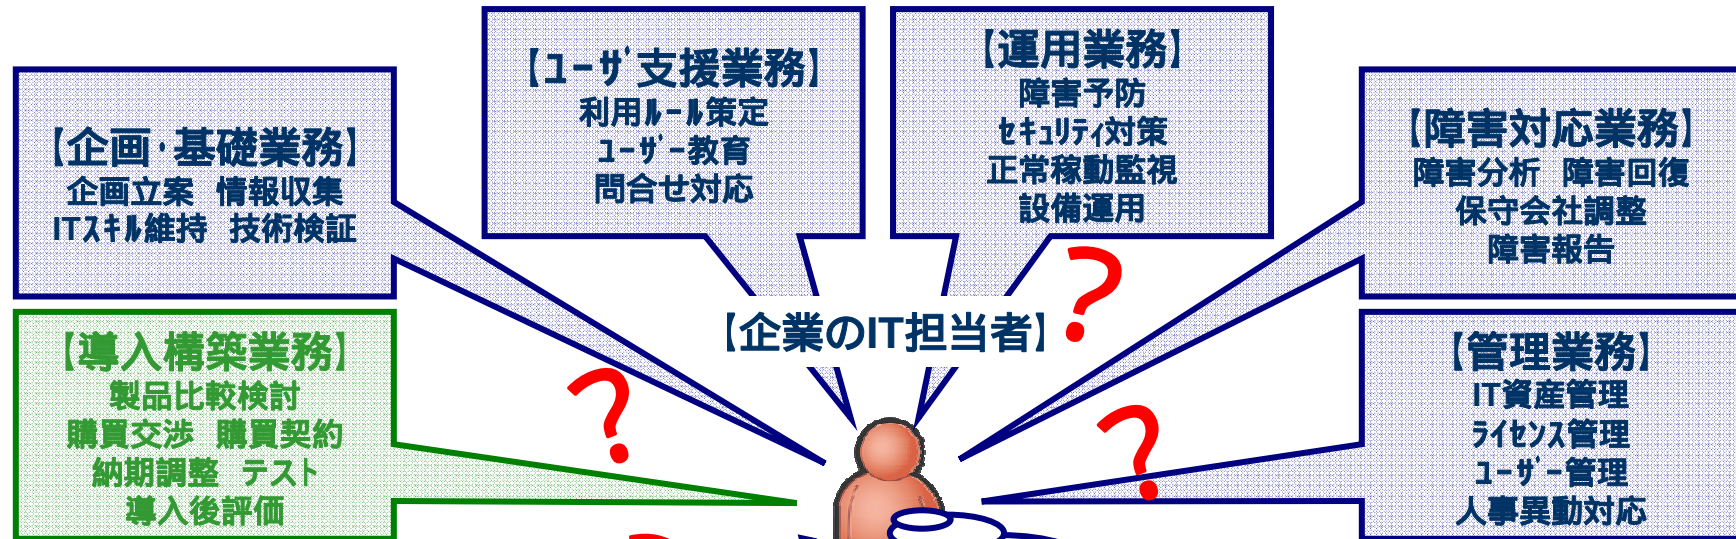 【企画・基礎業務】
企画立案 情報収集
ITスキル維持 技術検証
【ユーザ支援業務】
利用ルール策定
ユーザー教育
問合せ対応
【運用業務】
障害予防
セキュリティ対策
正常稼動監視
設備運用
【障害対応業務】
障害分析 障害回復
保守会社調整
障害報告
【企業のIT担当者】
?
【導入構築業務】
製品比較検討
購買交渉 購買契約
納期調整 テスト
導入後評価
?
?
【管理業務】
IT資産管理
ライセンス管理
ユーザー管理
人事異動対応